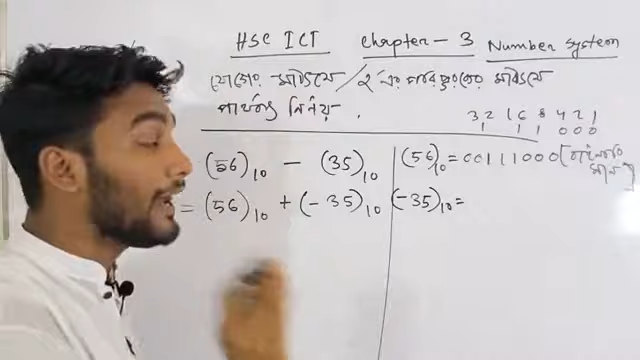 HSC ICT Chapter - 3 Number System
যোগের মাধ্যমে / ২ এর পরিপূরকের মাধ্যমে
পার্থক্য নির্ণয় .
32 16 8 4 2 1
1 1 1 0 0 0
(56)₁₀ - (35)₁₀
= (56)₁₀ + (-35)₁₀
(56)₁₀ = 00111000 মান
(-35)₁₀ =